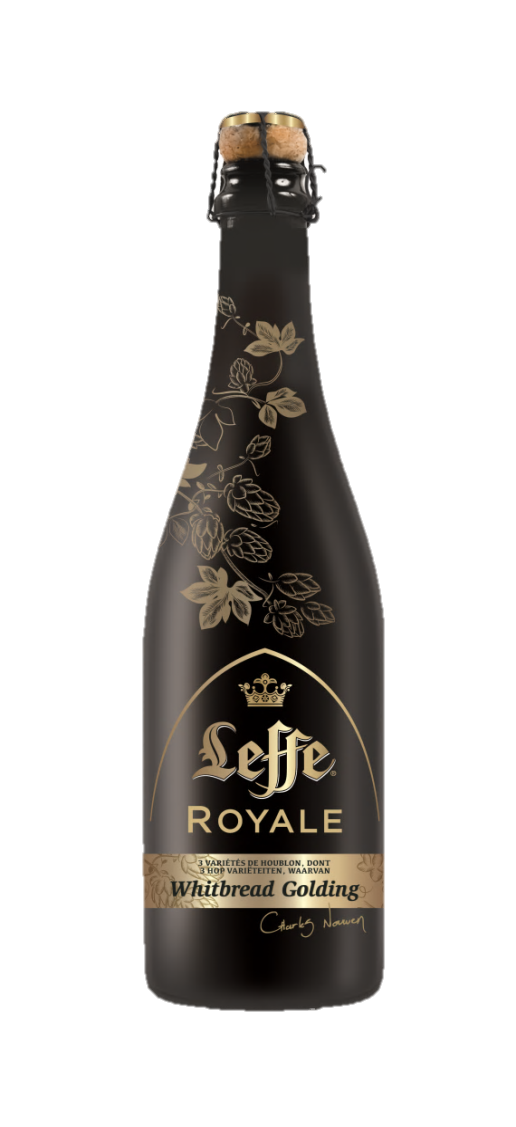 Leffe®
ROYALE
3 VARIÉTÉS DE HOUBLON, DONT
3 HOP VARIËTEITEN, WAARVAN
Whitbread Golding